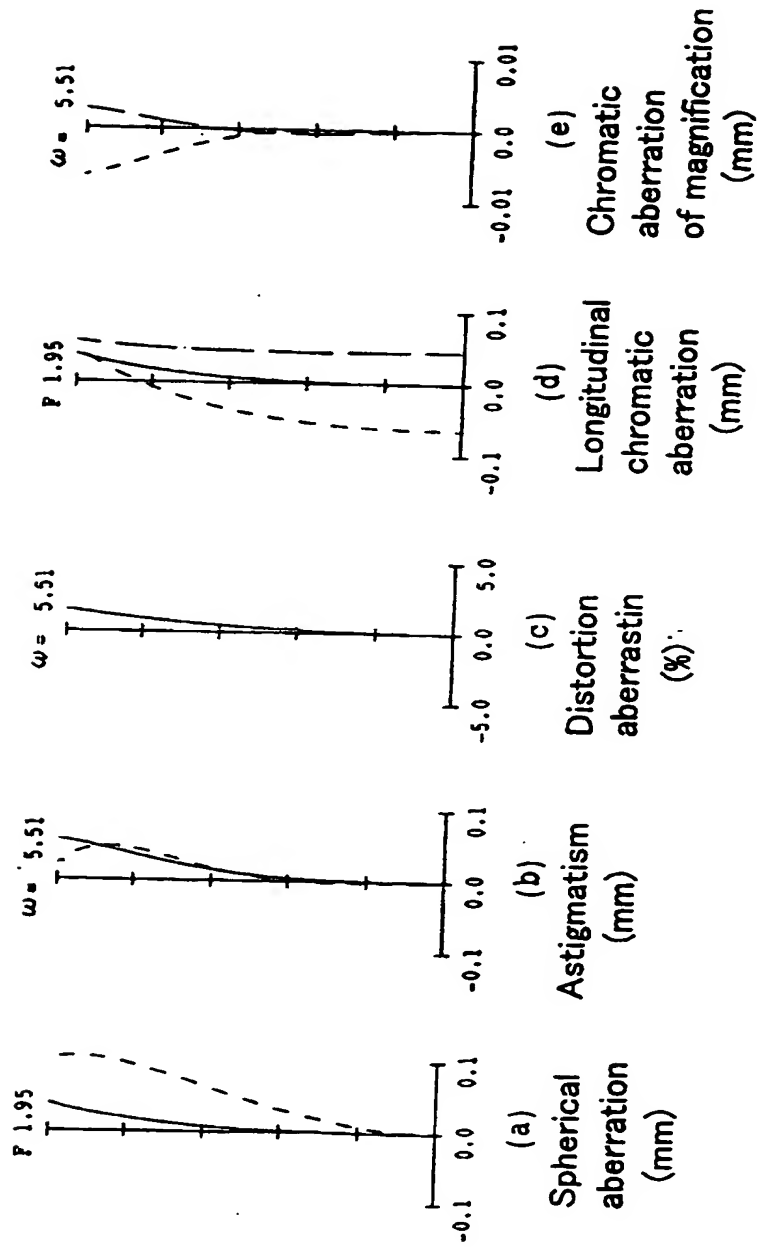 F 1.95
-0.1 0.0 0.1
(a)
Spherical
aberration
(mm)
ω= 5.51
-0.1 0.0 0.1
(b)
Astigmatism
(mm)
ω= 5.51
-5.0 0.0 5.0
(c)
Distortion
aberrastin
(%)
F 1.95
-0.1 0.0 0.1
(d)
Longitudinal
chromatic
aberration
(mm)
ω= 5.51
-0.01 0.0 0.01
(e)
Chromatic
aberration
of magnification
(mm)